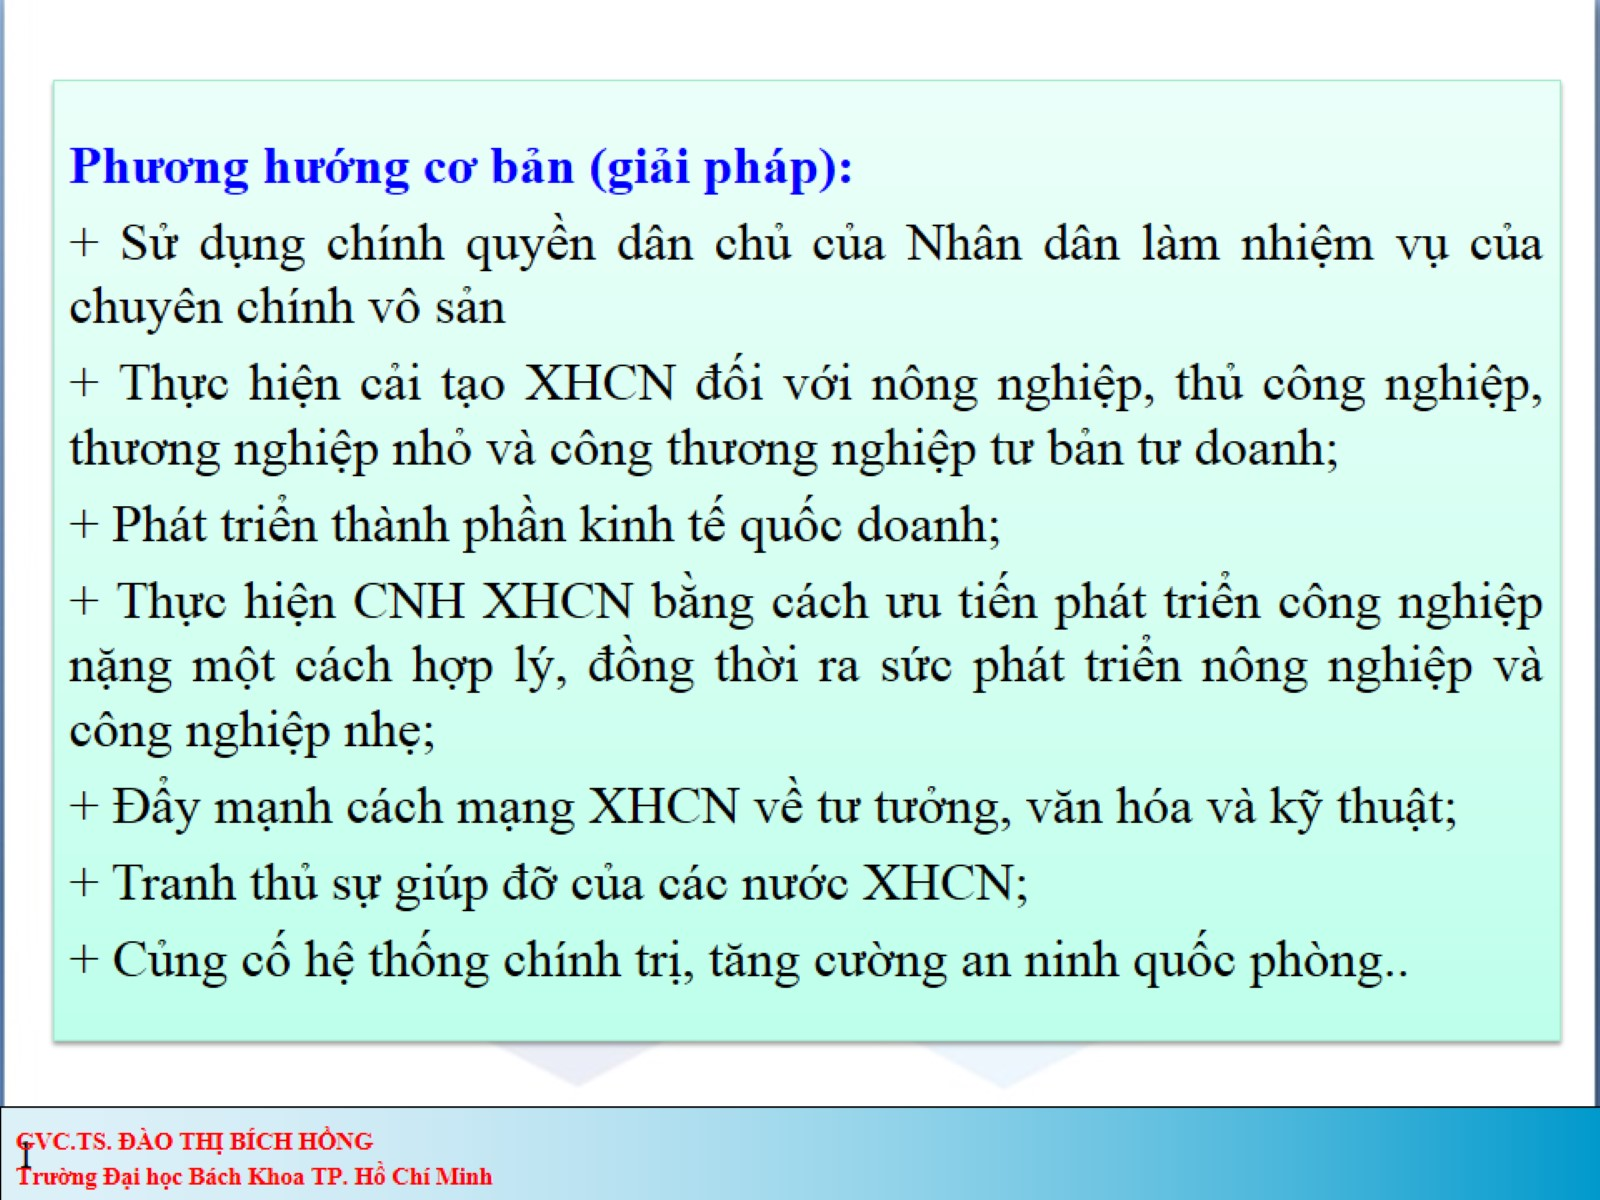 Phương hướng cơ bản (giải pháp):
+ Sử dụng chính quyền dân chủ của Nhân dân làm nhiệm vụ của
chuyên chính vô sản
+ Thực hiện cải tạo XHCN đối với nông nghiệp, thủ công nghiệp,
thương nghiệp nhỏ và công thương nghiệp tư bản tư doanh;
+ Phát triển thành phần kinh tế quốc doanh;
+ Thực hiện CNH XHCN bằng cách ưu tiến phát triển công nghiệp
nặng một cách hợp lý, đồng thời ra sức phát triển nông nghiệp và
công nghiệp nhẹ;
+ Đẩy mạnh cách mạng XHCN về tư tưởng, văn hóa và kỹ thuật;
+ Tranh thủ sự giúp đỡ của các nước XHCN;
+ Củng cố hệ thống chính trị, tăng cường an ninh quốc phòng..
GVC.TS. ĐÀO THỊ BÍCH HỒNG
1
Trường Đại học Bách Khoa TP. Hồ Chí Minh